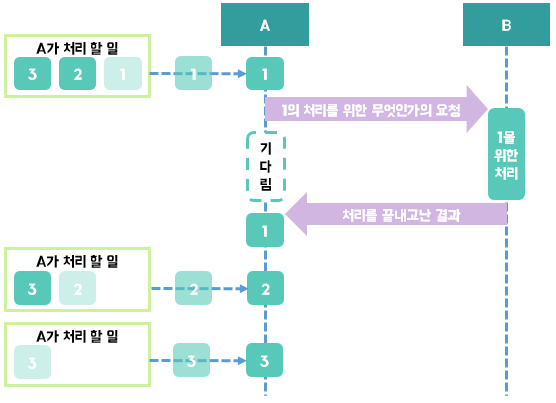 A
B
A가 처리 할 일
3 2 1
1
1
1의 처리를 위한 무엇인가의 요청
1을
위한
처리
기
다
림
처리를 끝내고난 결과
1
A가 처리 할 일
3 2
2
2
A가 처리 할 일
3
3
3